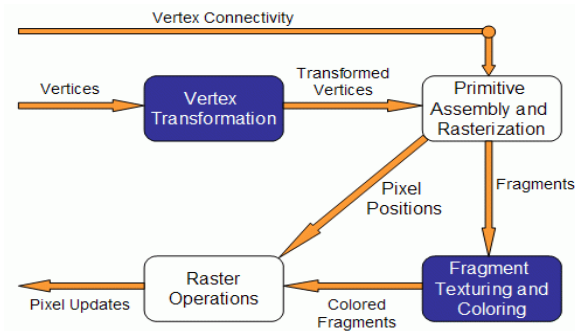 Vertex Connectivity
Vertices
Vertex
Transformation
Transformed
Vertices
Primitive
Assembly and
Rasterization
Pixel
Positions
Fragments
Fragment
Texturing and
Coloring
Colored
Fragments
Raster
Operations
Pixel Updates